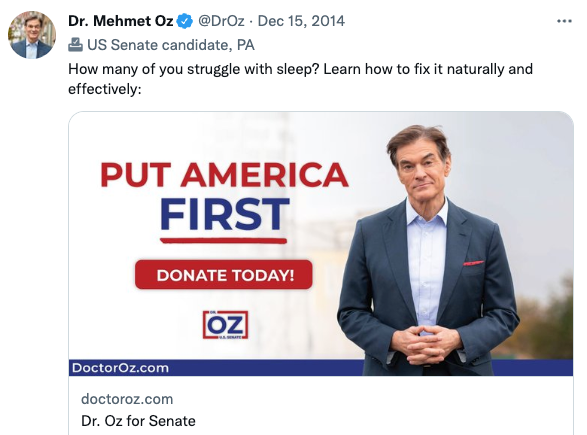 Dr. Mehmet Oz @DrOz · Dec 15, 2014
US Senate candidate, PA
How many of you struggle with sleep? Learn how to fix it naturally and
effectively:
PUT AMERICA
FIRST
DONATE TODAY!
DR.
OZ
U.S. SENATE
DoctorOz.com
doctoroz.com
Dr. Oz for Senate